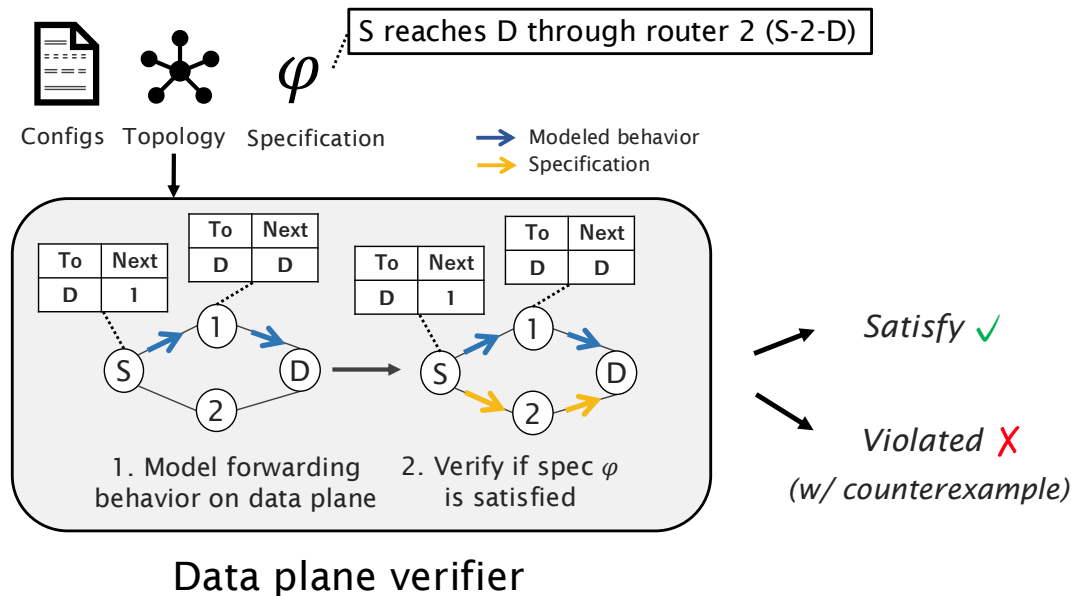 S reaches D through router 2 (S-2-D)
φ
Configs Topology Specification
Modeled behavior
Specification
To Next
D D
To Next
D 1
1
S
D
2
To Next
D D
To Next
D 1
1
S
D
2
1. Model forwarding
behavior on data plane
2. Verify if spec φ
is satisfied
Satisfy ✓
Violated ✗
(w/ counterexample)
Data plane verifier